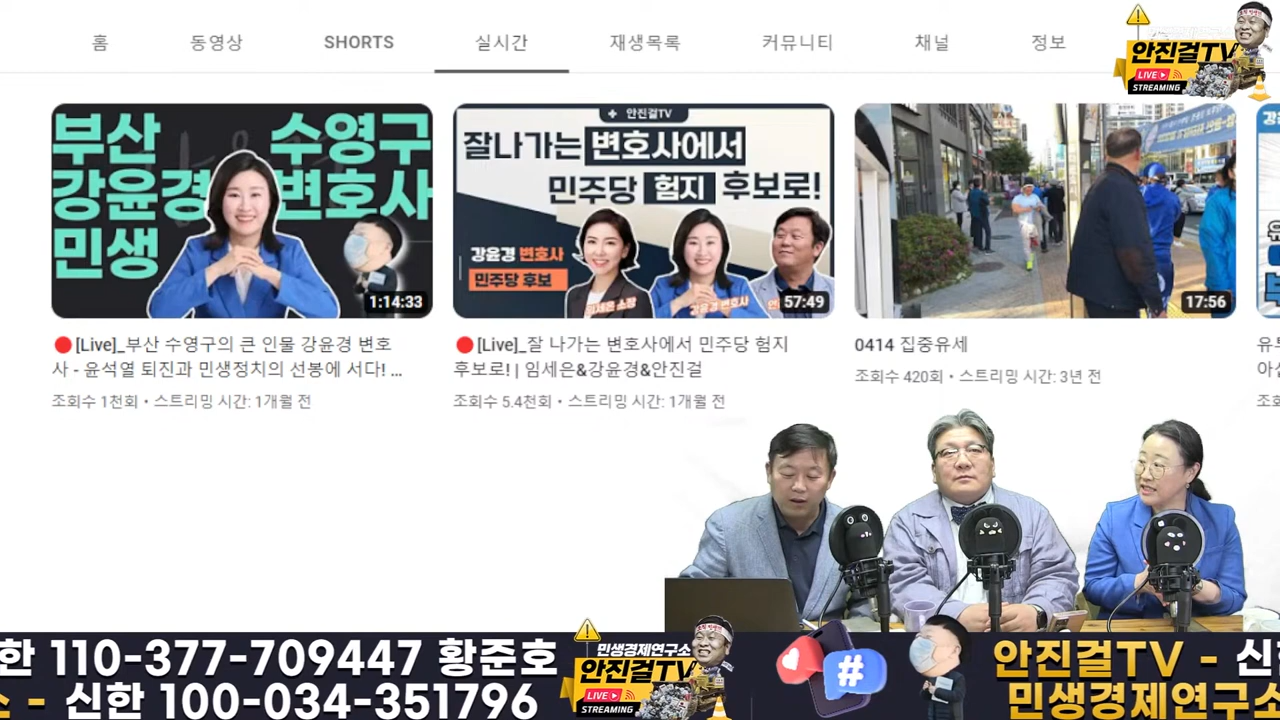 홈
동영상
SHORTS
실시간
재생목록
커뮤니티
채널
정보
안진걸TV
LIVE
STREAMING
부산 수영구
강윤경 변호사
민생
1:14:33
안진걸TV
잘나가는 변호사에서
민주당 험지 후보로!
강윤경 변호사
민주당 후보
강윤경 변호사
57:49
17:56
[Live]_부산 수영구의 큰 인물 강윤경 변호
사 - 윤석열 퇴진과 민생정치의 선봉에 서다! ...
조회수 1천회 • 스트리밍 시간: 1개월 전
[Live]_잘 나가는 변호사에서 민주당 험지
후보로! | 임세은&강윤경&안진걸
조회수 5.4천회 • 스트리밍 시간: 1개월 전
0414 집중유세
조회수 420회 • 스트리밍 시간: 3년 전
한 110-377-709447 황준호
소 - 신한 100-034-351796
민생경제연구소
안진걸TV
LIVE
STREAMING
#
안진걸TV - 신
민생경제연구소